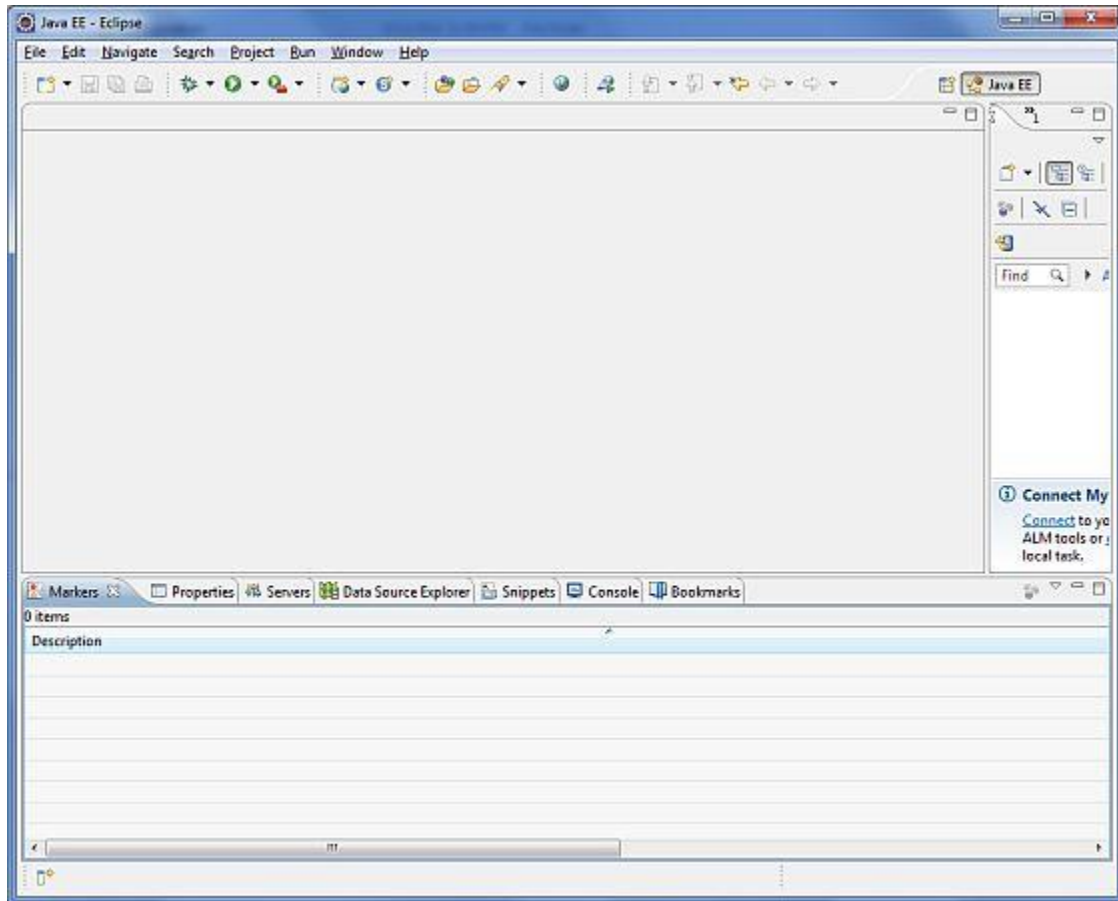 Java EE - Eclipse
File Edit Navigate Search Project Run Window Help
Java EE
»1
Find
Connect My
Connect to yo
ALM tools or
local task.
Markers Properties Servers Data Source Explorer Snippets Console Bookmarks
0 items
Description